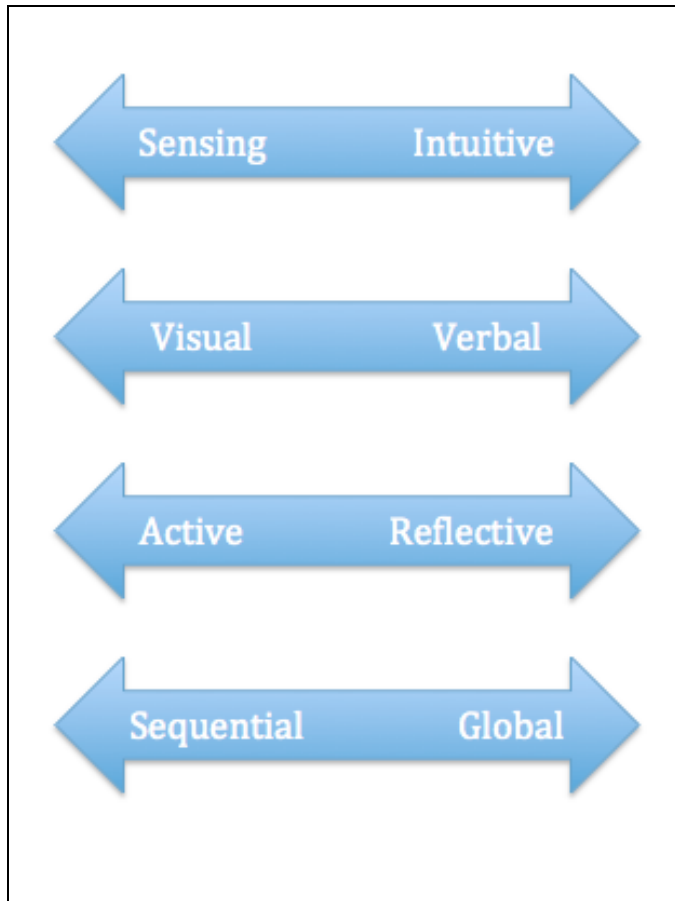 Sensing Intuitive
Visual Verbal
Active Reflective
Sequential Global